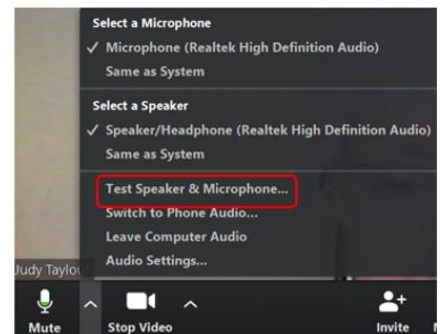 Select a Microphone
✓ Microphone (Realtek High Definition Audio)
Same as System
Select a Speaker
✓ Speaker/Headphone (Realtek High Definition Audio)
Same as System
Test Speaker & Microphone...
Switch to Phone Audio...
Leave Computer Audio
Audio Settings...
Judy Taylo
Mute Stop Video Invite